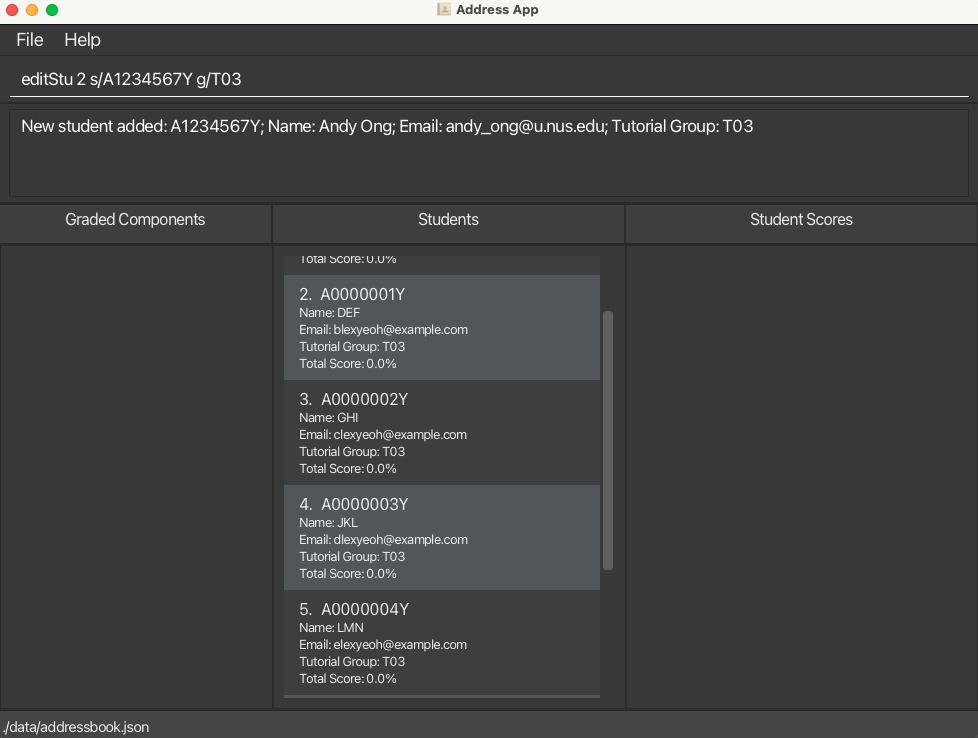 Address App
File Help
editStu 2 s/A1234567Y g/T03
New student added: A1234567Y; Name: Andy Ong; Email: andy_ong@u.nus.edu; Tutorial Group: T03
Graded Components Students Student Scores
Total Score: 0.0%
2. A0000001Y
Name: DEF
Email: blexyeoh@example.com
Tutorial Group: T03
Total Score: 0.0%
3. A0000002Y
Name: GHI
Email: clexyeoh@example.com
Tutorial Group: T03
Total Score: 0.0%
4. A0000003Y
Name: JKL
Email: dlexyeoh@example.com
Tutorial Group: T03
Total Score: 0.0%
5. A0000004Y
Name: LMN
Email: elexyeoh@example.com
Tutorial Group: T03
Total Score: 0.0%
./data/addressbook.json